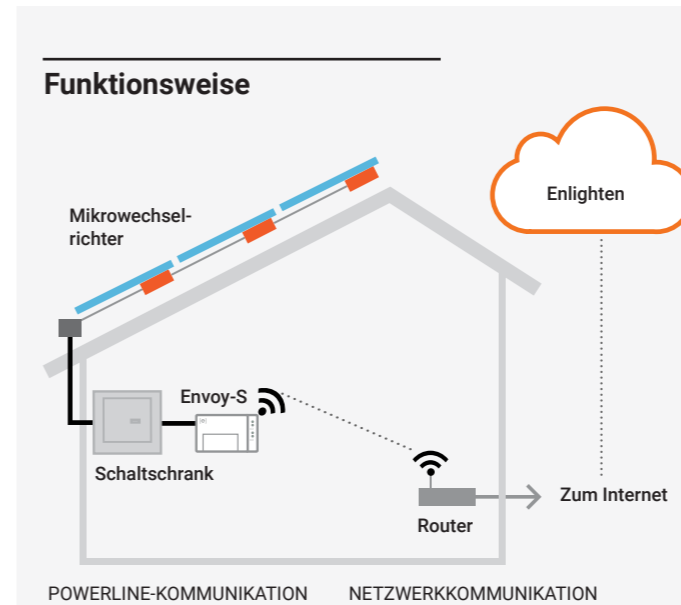 Funktionsweise
Enlighten
Mikrowechsel-
richter
Envoy-S
Schaltschrank
Zum Internet
Router
POWERLINE-KOMMUNIKATION
NETZWERKKOMMUNIKATION